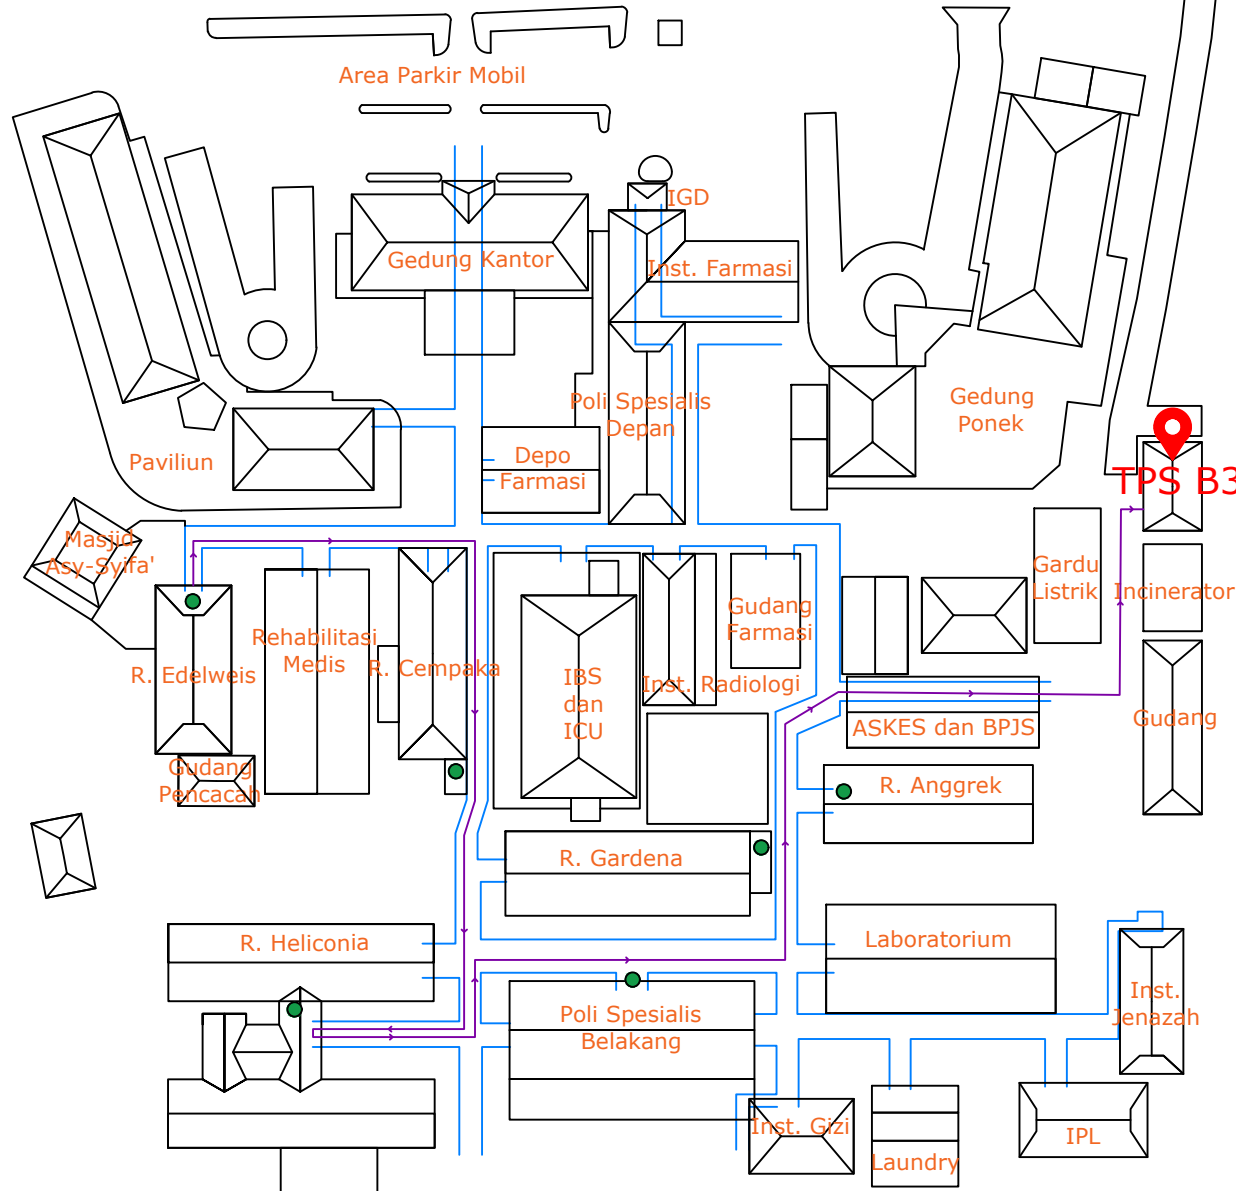 Area Parkir Mobil
IGD
Gedung Kantor
Inst. Farmasi
Poli Spesialis
Depan
Gedung
Ponek
Paviliun
Depo
Farmasi
TPS B3
Masjid
Asy-Syifa'
Gardu
Listrik
Incinerator
Gudang
Farmasi
Rehabilitasi
Medis
R. Edelweis
R. Cempaka
IBS
dan
ICU
Inst. Radiologi
Gudang
ASKES dan BPJS
Gudang
Pencacah
R. Anggrek
R. Gardena
R. Heliconia
Laboratorium
Poli Spesialis
Belakang
Inst.
Jenazah
Inst. Gizi
Laundry
IPL